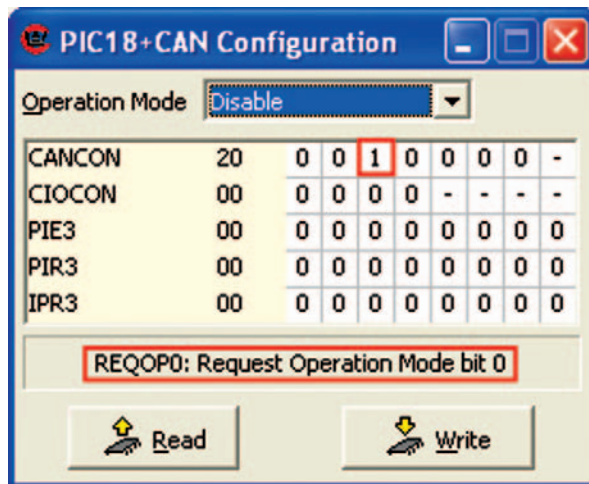 PIC18+CAN Configuration
Operation Mode Disable
CANCON 20 0 0 1 0 0 0 0 -
CIOCON 00 0 0 0 0 - - - -
PIE3 00 0 0 0 0 0 0 0 0
PIR3 00 0 0 0 0 0 0 0 0
IPR3 00 0 0 0 0 0 0 0 0
REQOP0: Request Operation Mode bit 0
Read Write